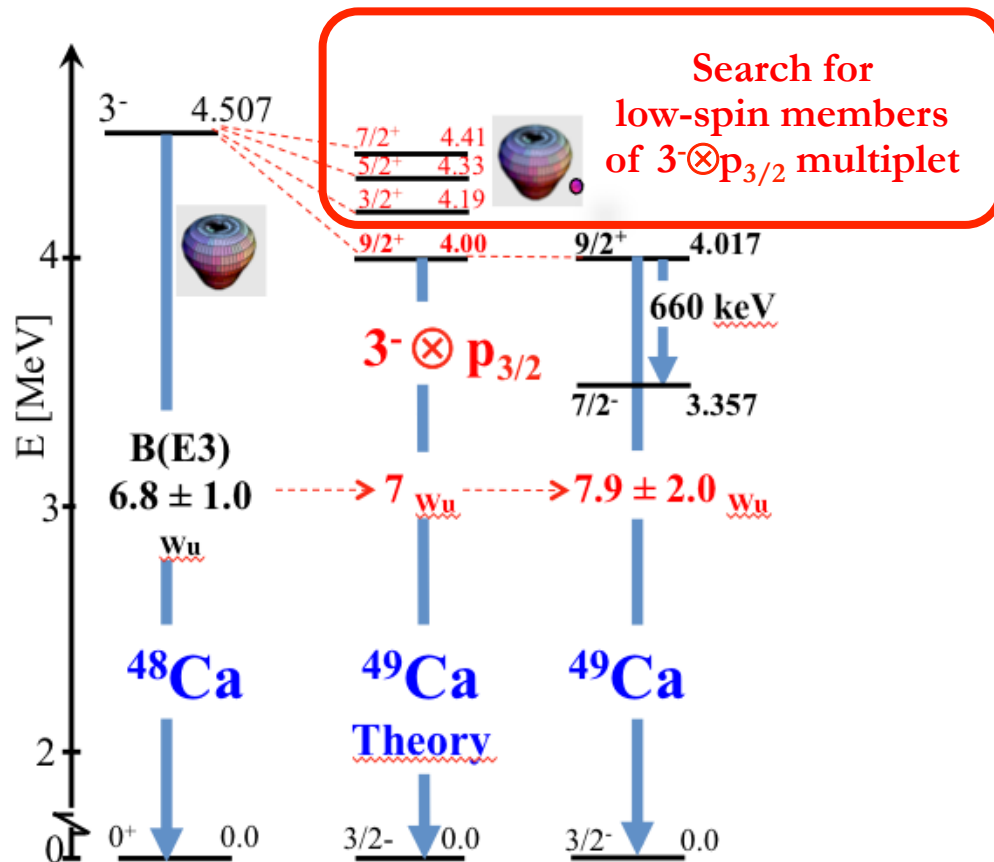 Search for
low-spin members
of 3⁻⊗p₃/₂ multiplet
3⁻ 4.507
7/2⁺ 4.41
5/2⁺ 4.33
3/2⁺ 4.19
9/2⁺ 4.00
9/2⁺ 4.017
4
660 keV
3⁻ ⊗ p₃/₂
7/2⁻ 3.357
E [MeV]
B(E3)
6.8 ± 1.0
Wu
7 Wu
7.9 ± 2.0 Wu
3
⁴⁸Ca
⁴⁹Ca
Theory
⁴⁹Ca
2
0
0⁺ 0.0
3/2- 0.0
3/2⁻ 0.0